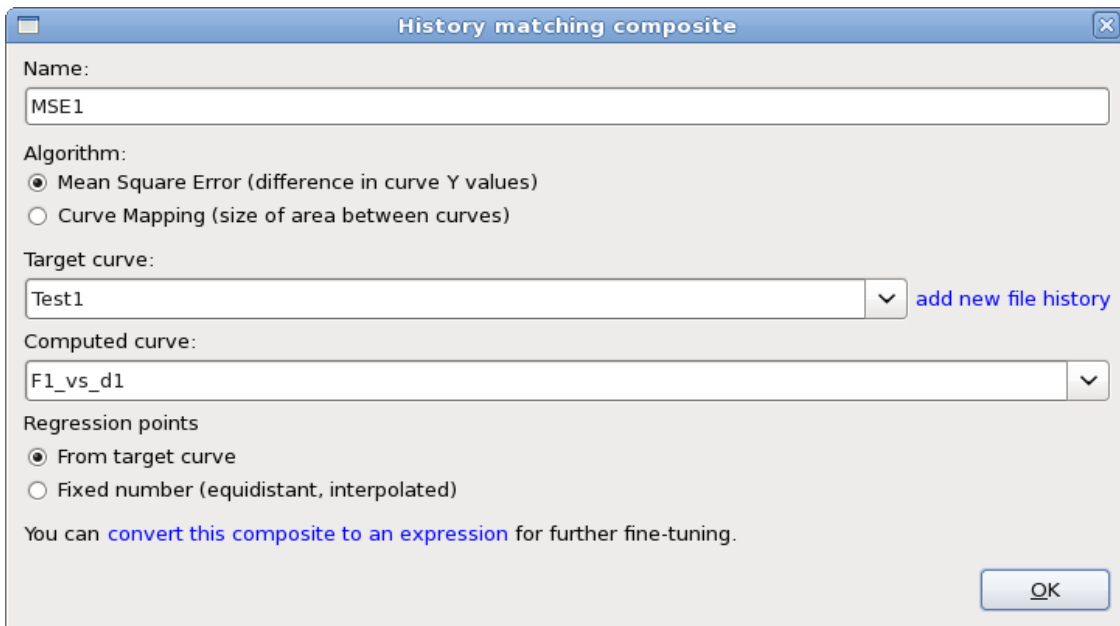 History matching composite
Name:
MSE1
Algorithm:
Mean Square Error (difference in curve Y values)
Curve Mapping (size of area between curves)
Target curve:
Test1 add new file history
Computed curve:
F1_vs_d1
Regression points
From target curve
Fixed number (equidistant, interpolated)
You can convert this composite to an expression for further fine-tuning.
OK